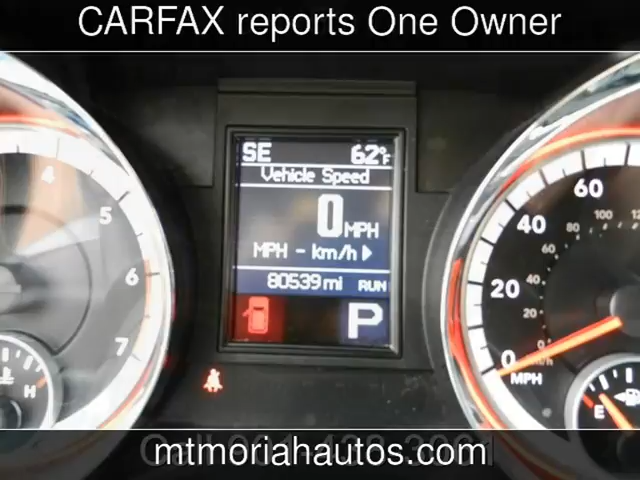 CARFAX reports One Owner
SE 62°F
Vehicle Speed
0 MPH
MPH - km/h
80539 mi RUN
P
4
5
6
7
H
0
20
40
60
MPH
0
20
40
60
80
100
E
mtmoriahautos.com